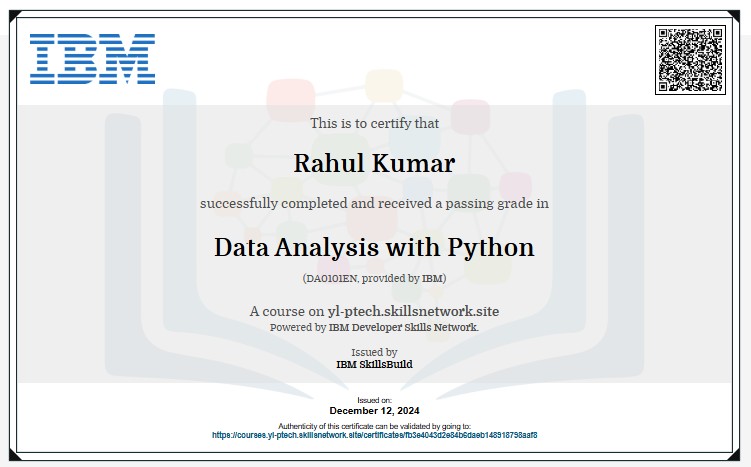 IBM
This is to certify that
Rahul Kumar
successfully completed and received a passing grade in
Data Analysis with Python
(DA0101EN, provided by IBM)
A course on yl-ptech.skillsnetwork.site
Powered by IBM Developer Skills Network.
Issued by
IBM SkillsBuild
Issued on:
December 12, 2024
Authenticity of this certificate can be validated by going to:
https://courses.yl-ptech.skillsnetwork.site/certificates/fb3e4043d2e84b6daeb148918798aaf8